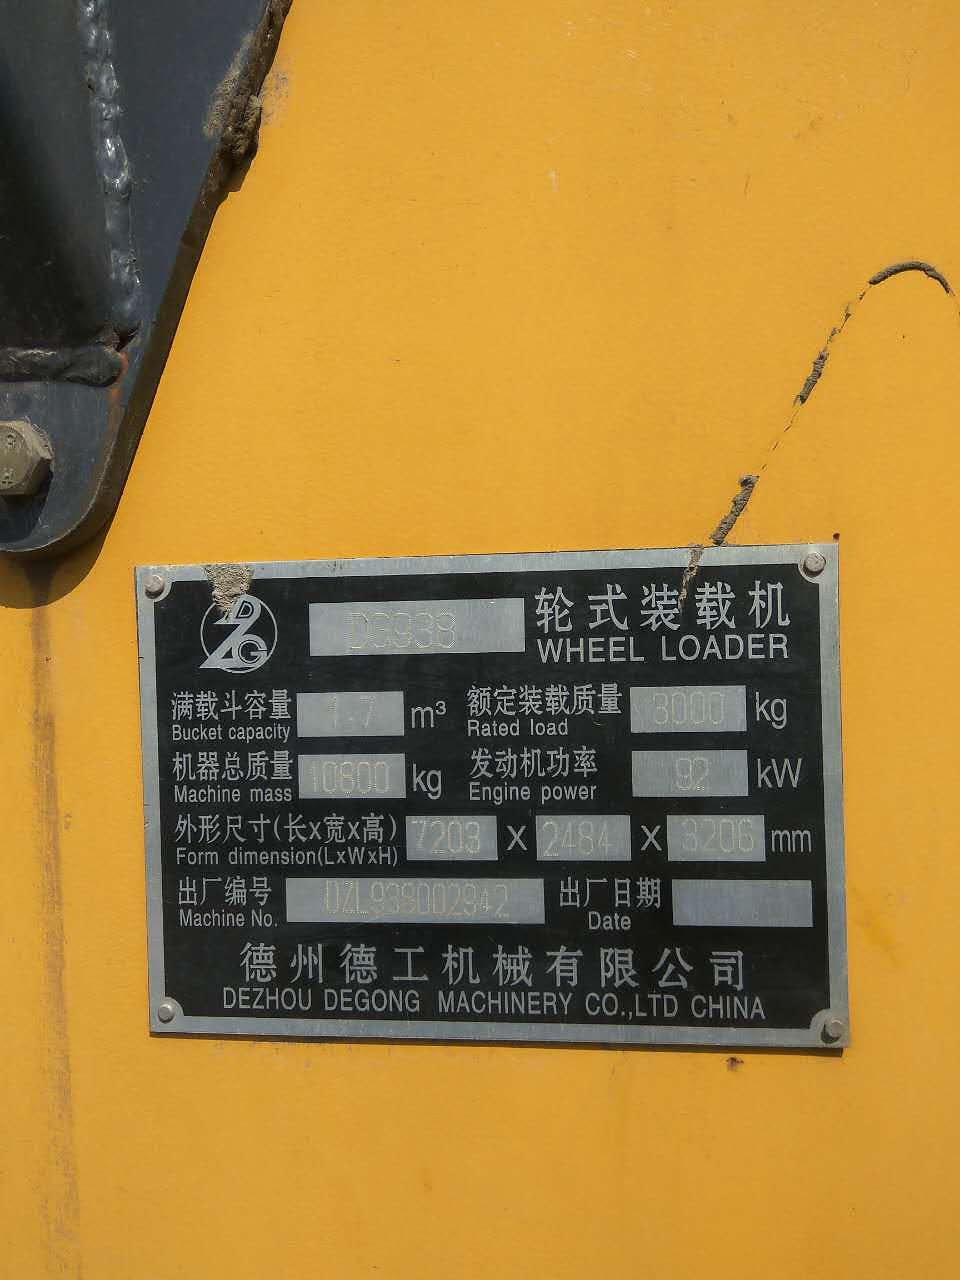 DZG DG938 轮式装载机
WHEEL LOADER
满载斗容量 1.7 m³ 额定装载质量 3000 kg
Bucket capacity Rated load
机器总质量 10600 kg 发动机功率 92 kW
Machine mass Engine power
外形尺寸(长x宽x高) 7203 X 2484 X 3206 mm
Form dimension(LxWxH)
出厂编号 DZL938002942 出厂日期
Machine No. Date
德州德工机械有限公司
DEZHOU DEGONG MACHINERY CO.,LTD CHINA